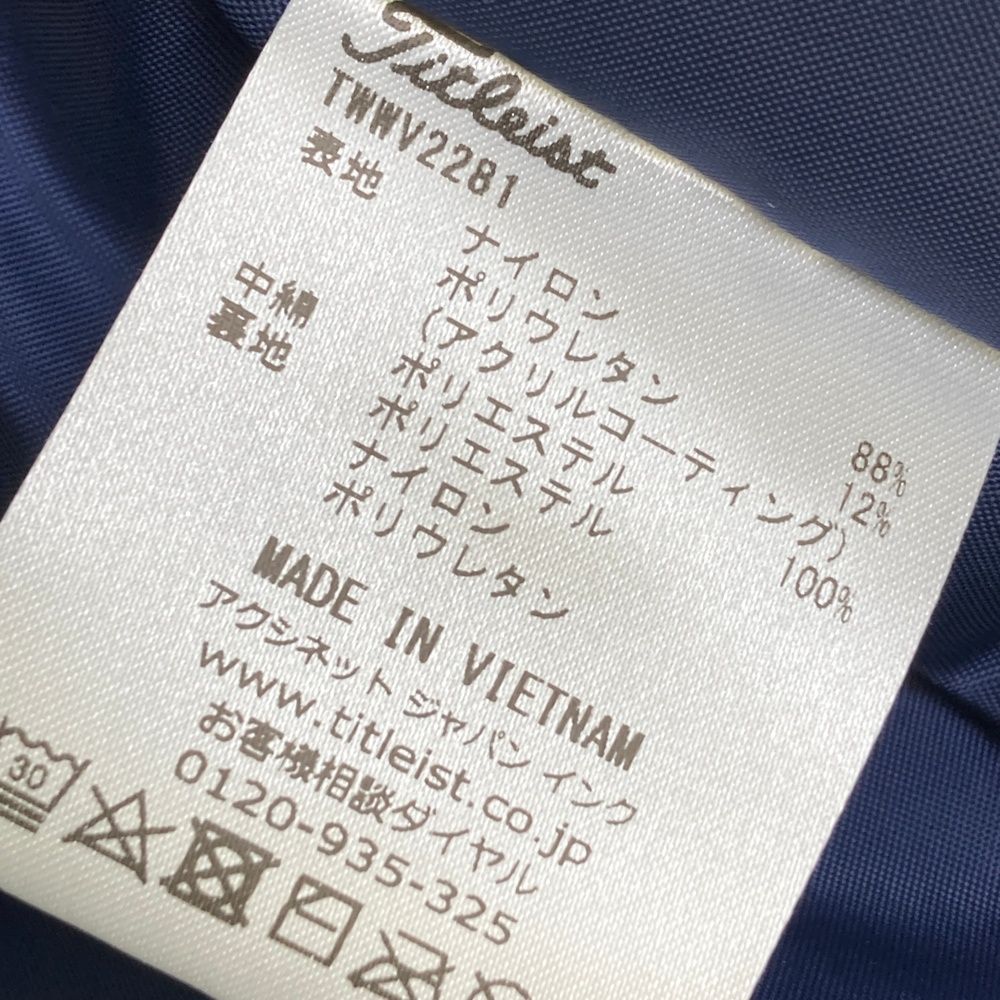 Titleist
TWWV2281
表地 ナイロン 88%
ポリウレタン 12%
(アクリルコーティング)
中綿 ポリエステル 100%
裏地 ポリエステル
ナイロン
ポリウレタン
MADE IN VIETNAM
アクシネット ジャパン インク
www.titleist.co.jp
お客様相談ダイヤル
0120-935-325
30